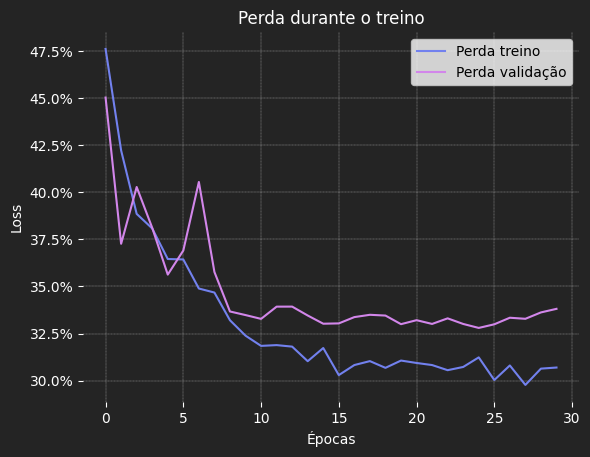 Perda durante o treino
Perda treino
Perda validação
47.5%
45.0%
42.5%
40.0%
37.5%
35.0%
32.5%
30.0%
Loss
0 5 10 15 20 25 30
Épocas